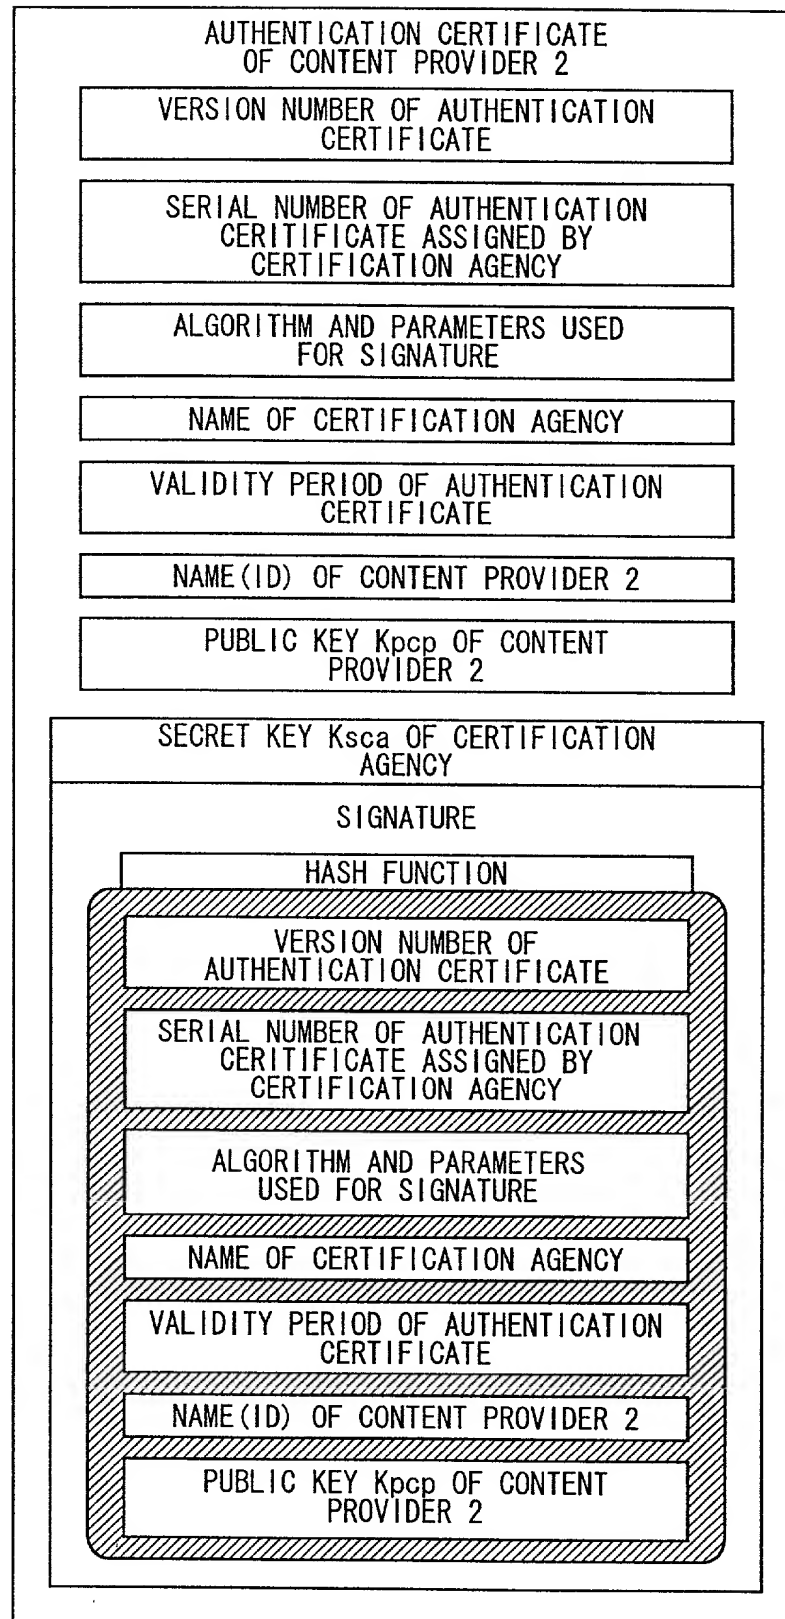 AUTHENTICATION CERTIFICATE
OF CONTENT PROVIDER 2
VERSION NUMBER OF AUTHENTICATION
CERTIFICATE
SERIAL NUMBER OF AUTHENTICATION
CERITIFICATE ASSIGNED BY
CERTIFICATION AGENCY
ALGORITHM AND PARAMETERS USED
FOR SIGNATURE
NAME OF CERTIFICATION AGENCY
VALIDITY PERIOD OF AUTHENTICATION
CERTIFICATE
NAME(ID) OF CONTENT PROVIDER 2
PUBLIC KEY Kpcp OF CONTENT
PROVIDER 2
SECRET KEY Ksca OF CERTIFICATION
AGENCY
SIGNATURE
HASH FUNCTION
VERSION NUMBER OF
AUTHENTICATION CERTIFICATE
SERIAL NUMBER OF AUTHENTICATION
CERITIFICATE ASSIGNED BY
CERTIFICATION AGENCY
ALGORITHM AND PARAMETERS
USED FOR SIGNATURE
NAME OF CERTIFICATION AGENCY
VALIDITY PERIOD OF AUTHENTICATION
CERTIFICATE
NAME(ID) OF CONTENT PROVIDER 2
PUBLIC KEY Kpcp OF CONTENT
PROVIDER 2